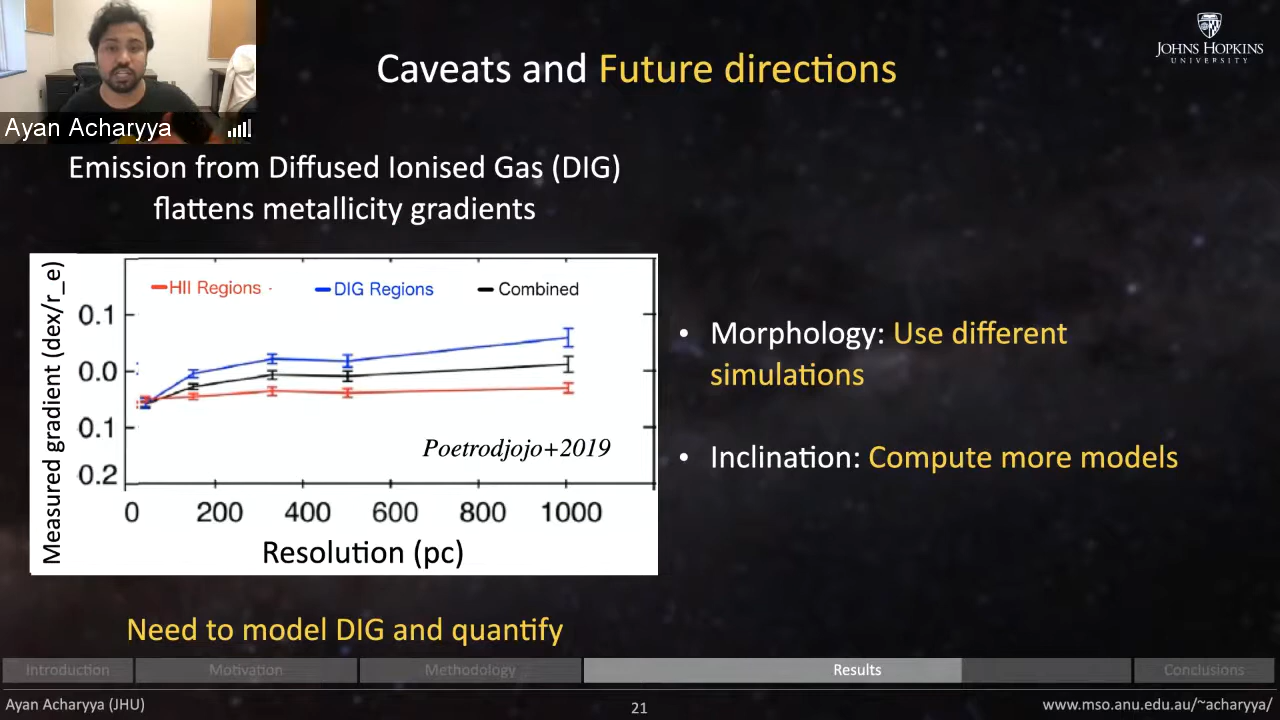 Ayan Acharyya
Caveats and Future directions
JOHNS HOPKINS
UNIVERSITY
Emission from Diffused Ionised Gas (DIG)
flattens metallicity gradients
Measured gradient (dex/r_e)
HII Regions
DIG Regions
Combined
0.1
0.0
0.1
0.2
Poetrodjojo+2019
0 200 400 600 800 1000
Resolution (pc)
• Morphology: Use different
simulations
• Inclination: Compute more models
Need to model DIG and quantify
Introduction Motivation Methodology Results Conclusions
Ayan Acharyya (JHU) 21 www.mso.anu.edu.au/~acharyya/